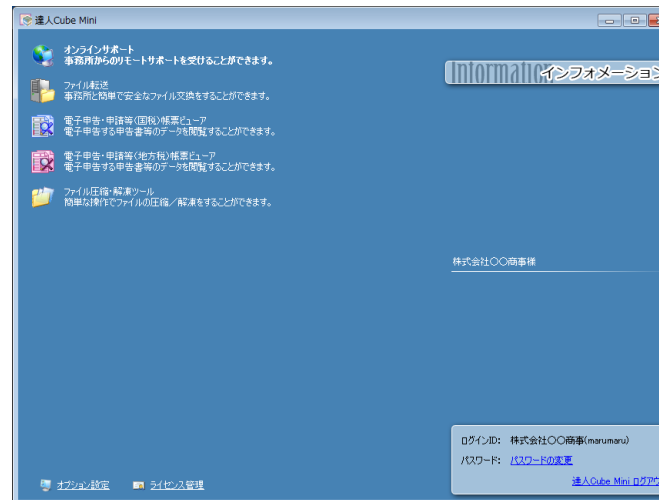 達人Cube Mini
オンラインサポート
事務所からのリモートサポートを受けることができます。
ファイル転送
事務所と簡単で安全なファイル交換をすることができます。
電子申告・申請等(国税)帳票ビューア
電子申告する申告書等のデータを閲覧することができます。
電子申告・申請等(地方税)帳票ビューア
電子申告する申告書等のデータを閲覧することができます。
ファイル圧縮・解凍ツール
簡単な操作でファイルの圧縮/解凍をすることができます。
Information
インフォメーション
株式会社〇〇商事様
ログインID: 株式会社〇〇商事(marumaru)
パスワード: パスワードの変更
達人Cube Mini ログアウ
オプション設定 ライセンス管理